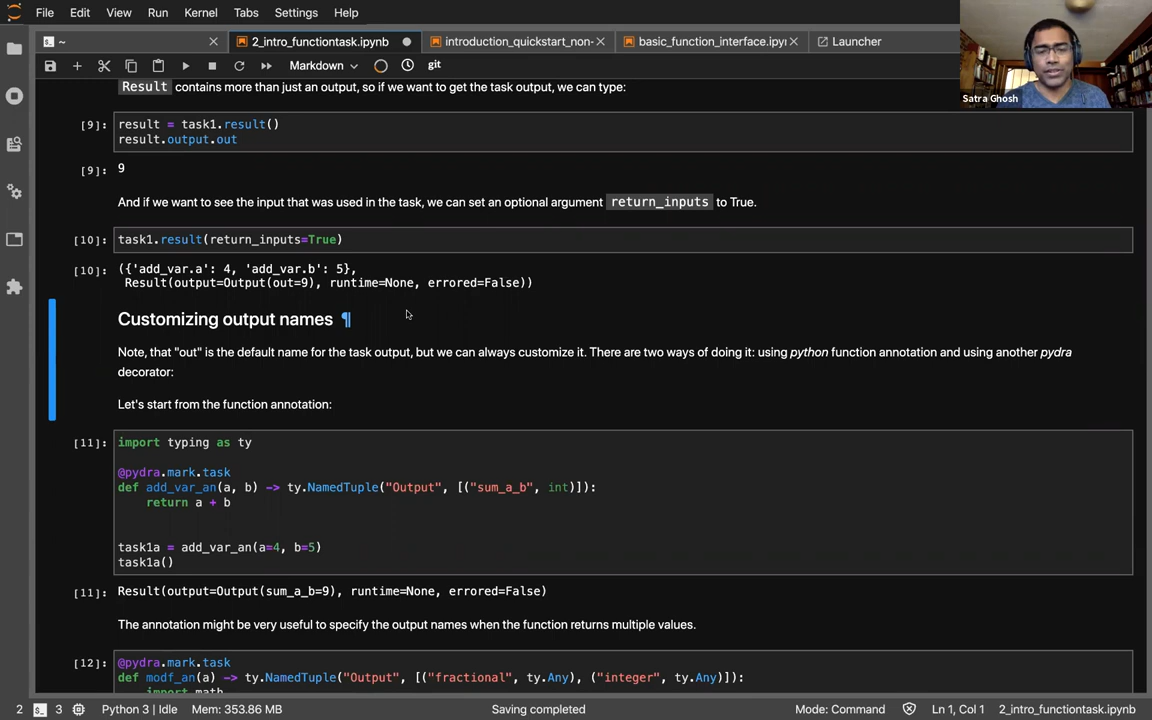 File Edit View Run Kernel Tabs Settings Help
~ 2_intro_functiontask.ipynb introduction_quickstart_non- basic_function_interface.ipyı Launcher
Markdown git
Satra Ghosh
Result contains more than just an output, so if we want to get the task output, we can type:
[9]: result = task1.result()
result.output.out
[9]: 9
And if we want to see the input that was used in the task, we can set an optional argument return_inputs to True.
[10]: task1.result(return_inputs=True)
[10]: ({'add_var.a': 4, 'add_var.b': 5},
Result(output=Output(out=9), runtime=None, errored=False))
Customizing output names ¶
Note, that "out" is the default name for the task output, but we can always customize it. There are two ways of doing it: using python function annotation and using another pydra
decorator:
Let's start from the function annotation:
[11]: import typing as ty
@pydra.mark.task
def add_var_an(a, b) -> ty.NamedTuple("Output", [("sum_a_b", int)]):
return a + b
task1a = add_var_an(a=4, b=5)
task1a()
[11]: Result(output=Output(sum_a_b=9), runtime=None, errored=False)
The annotation might be very useful to specify the output names when the function returns multiple values.
[12]: @pydra.mark.task
def modf_an(a) -> ty.NamedTuple("Output", [("fractional", ty.Any), ("integer", ty.Any)]):
import math
2 3 Python 3 | Idle Mem: 353.86 MB Saving completed Mode: Command Ln 1, Col 1 2_intro_functiontask.ipynb